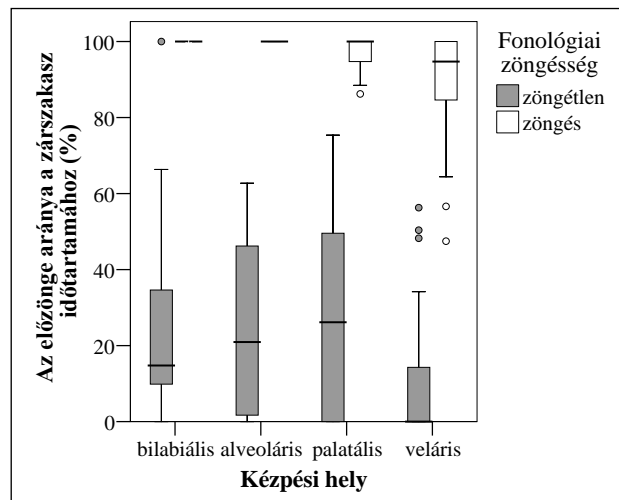 Az előzönge aránya a zárszakasz
időtartamához (%)
100
80
60
40
20
0
bilabiális alveoláris palatális veláris
Kézpési hely
Fonológiai
zöngésség
zöngétlen
zöngés